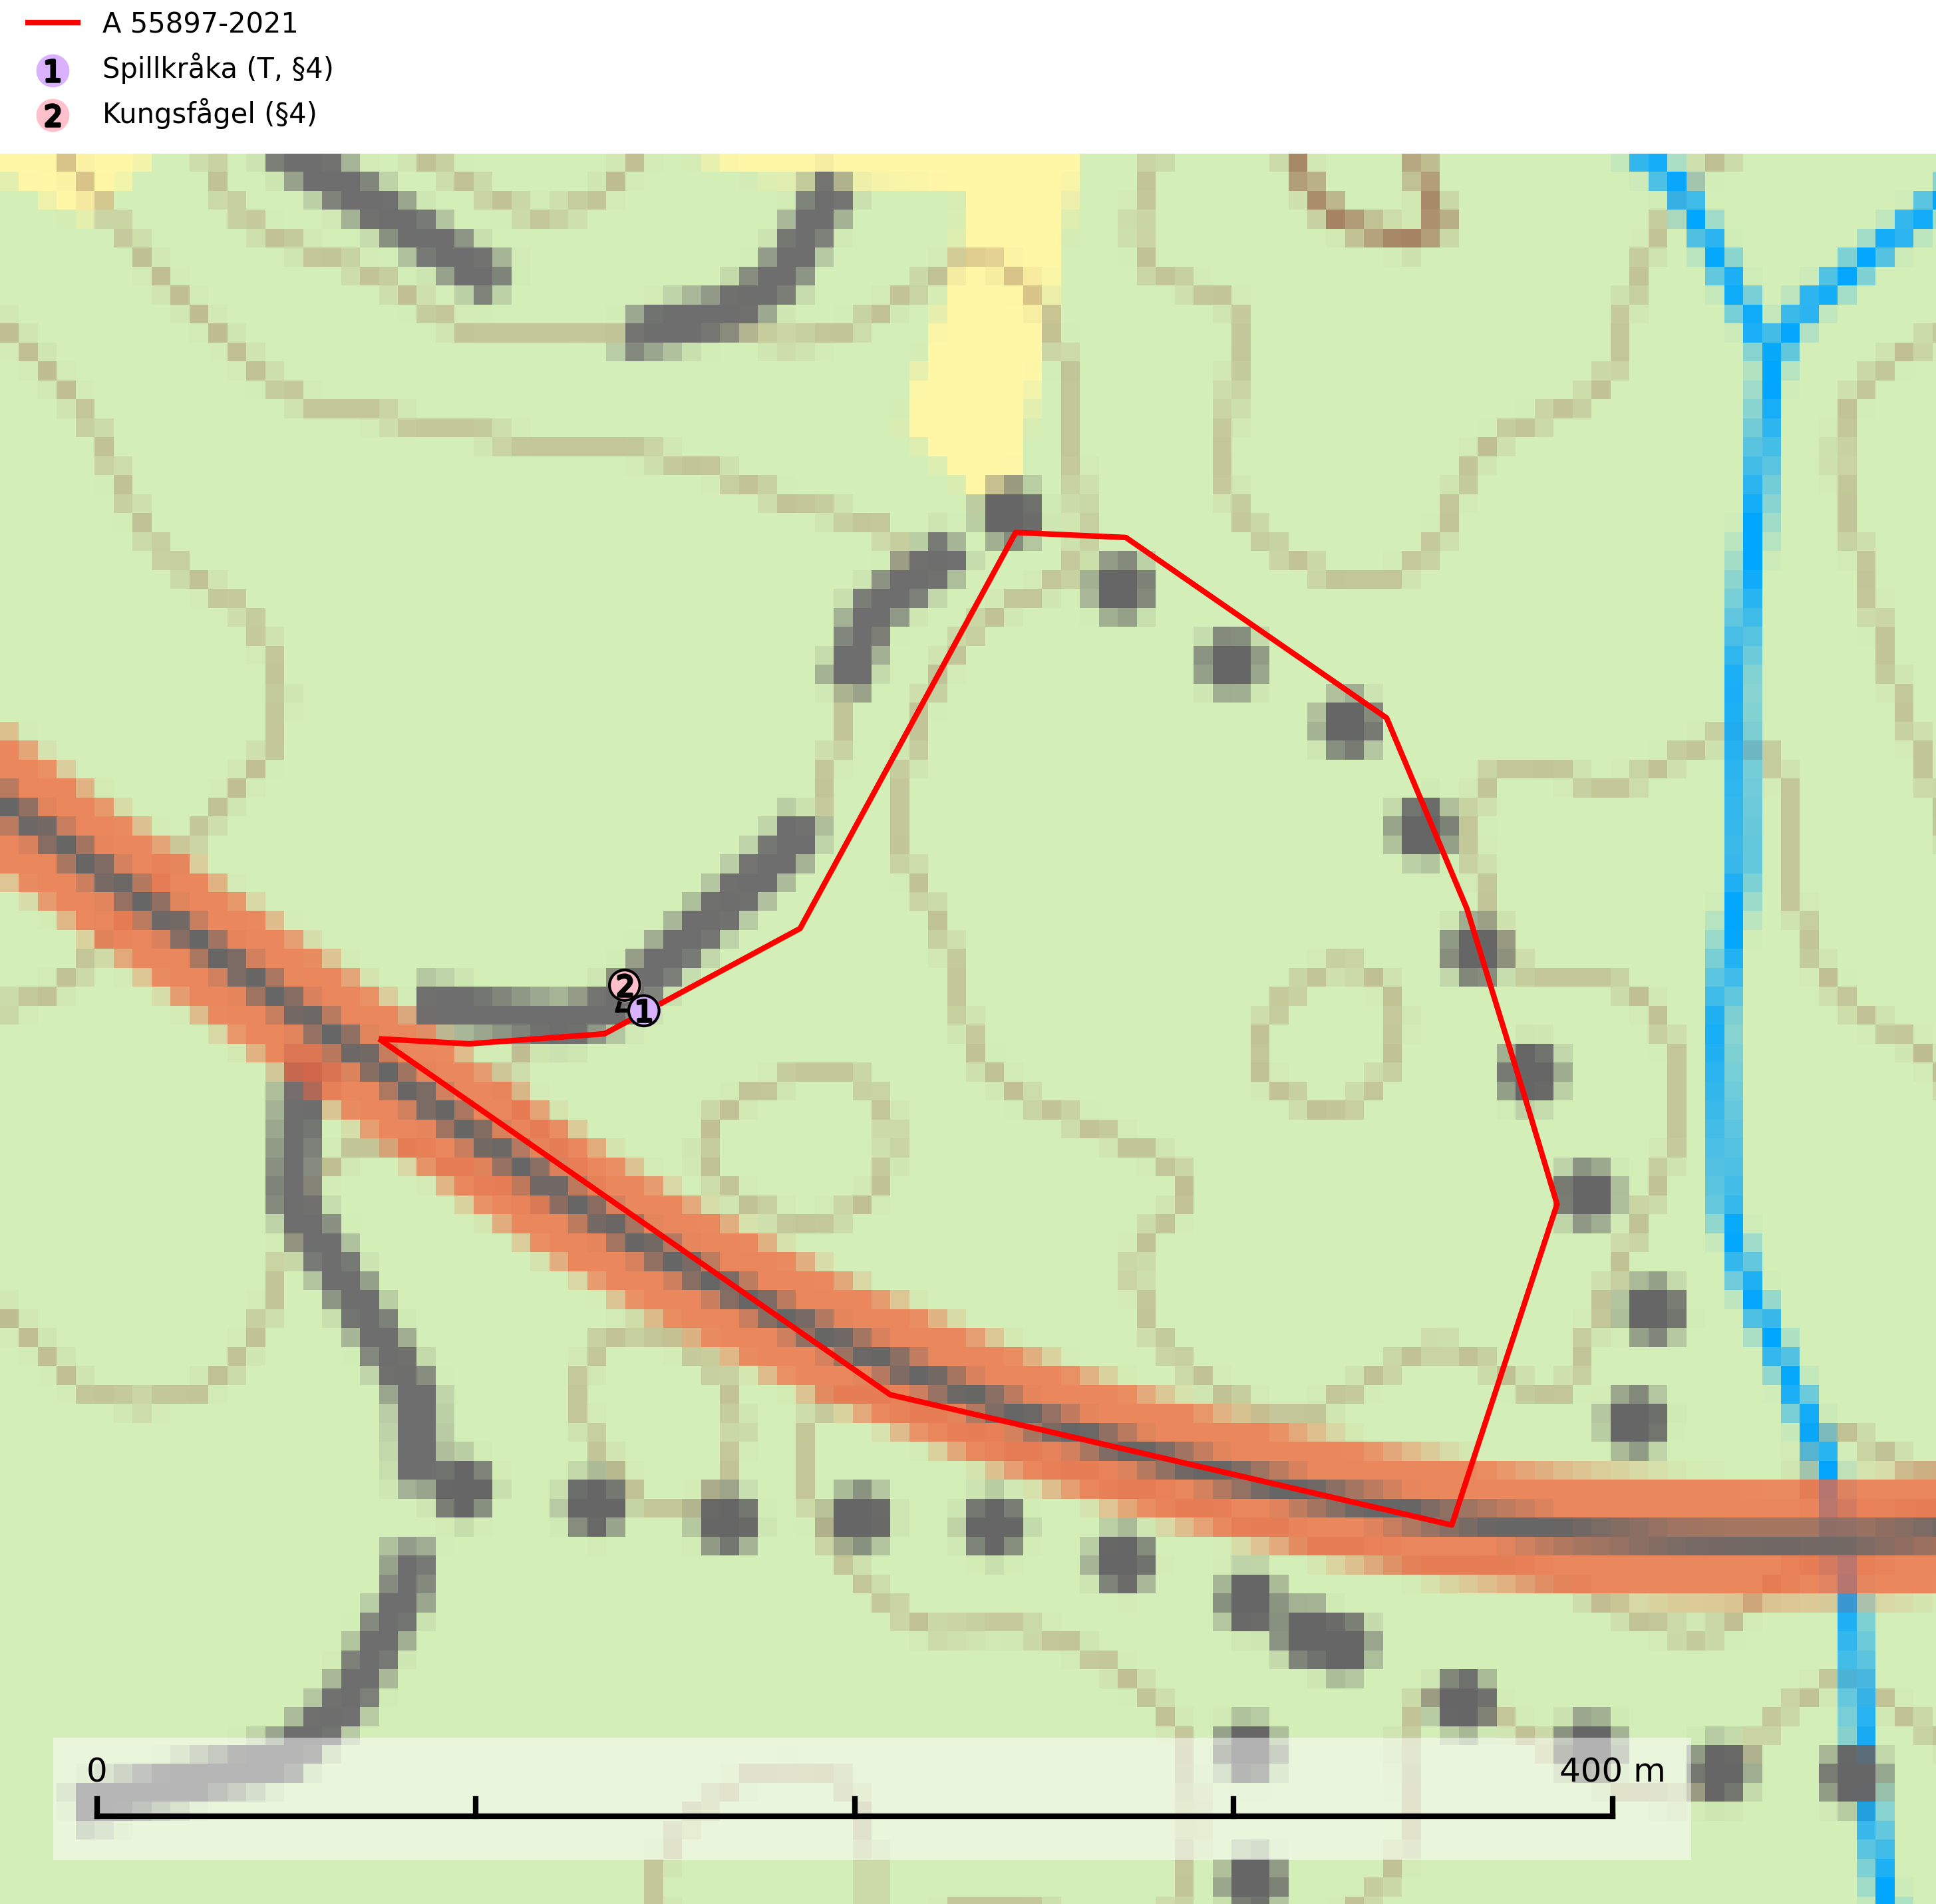 A 55897-2021
1 Spillkråka (T, §4)
2 Kungsfågel (§4)
2
1
0 400 m